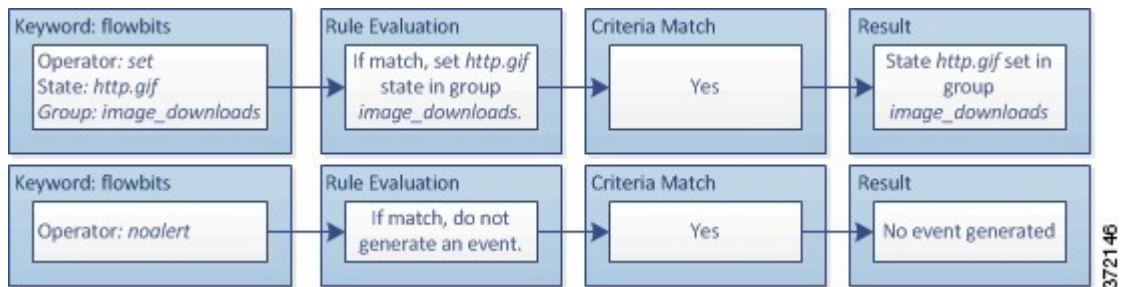 Keyword: flowbits
Operator: set
State: http.gif
Group: image_downloads
Rule Evaluation
If match, set http.gif
state in group
image_downloads.
Criteria Match
Yes
Result
State http.gif set in
group
image_downloads
Keyword: flowbits
Operator: noalert
Rule Evaluation
If match, do not
generate an event.
Criteria Match
Yes
Result
No event generated
372146